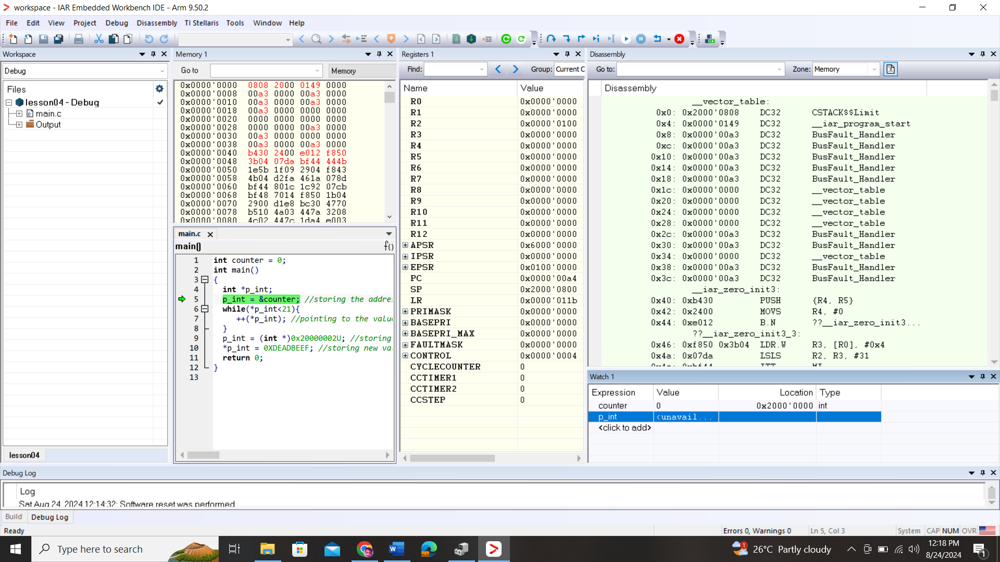 workspace - IAR Embedded Workbench IDE - Arm 9.50.2
File Edit View Project Debug Disassembly TI Stellaris Tools Window Help
Workspace
Debug
Files
lesson04 - Debug
main.c
Output
lesson04
Memory 1
Go to
Memory
0x0000'0000 0808 2000 0149 0000
0x0000'0008 00a3 0000 00a3 0000
0x0000'0010 00a3 0000 00a3 0000
0x0000'0018 00a3 0000 0000 0000
0x0000'0020 0000 0000 0000 0000
0x0000'0028 0000 0000 00a3 0000
0x0000'0030 00a3 0000 0000 0000
0x0000'0038 00a3 0000 00a3 0000
0x0000'0040 b430 2400 e012 f850
0x0000'0048 3b04 07da bf44 444b
0x0000'0050 1e5b 1f09 2904 f843
0x0000'0058 4b04 d2fa 461a 078d
0x0000'0060 bf44 801c 1c92 07cb
0x0000'0068 bf48 7014 f850 1b04
0x0000'0070 2900 d1e8 bc30 4770
0x0000'0078 b510 4a03 447a 3208
0x0000'0080 4c02 447c 1da4 e003
main.c
main()
f()
1 int counter = 0;
2 int main()
3 {
4 int *p_int;
5 p_int = &counter; //storing the addre
6 while(*p_int<21){
7 ++(*p_int); //pointing to the valu
8 }
9 p_int = (int *)0x20000002U; //storing
10 *p_int = 0XDEADBEEF; //storing new va
11 return 0;
12 }
13
Registers 1
Find:
Group: Current C
Name Value
R0 0x0000'0000
R1 0x0000'0000
R2 0x0000'0100
R3 0x0000'0000
R4 0x0000'0000
R5 0x0000'0000
R6 0x0000'0000
R7 0x0000'0000
R8 0x0000'0000
R9 0x0000'0000
R10 0x0000'0000
R11 0x0000'0000
R12 0x0000'0000
APSR 0x6000'0000
IPSR 0x0000'0000
EPSR 0x0100'0000
PC 0x0000'00a4
SP 0x2000'0800
LR 0x0000'011b
PRIMASK 0x0000'0000
BASEPRI 0x0000'0000
BASEPRI_MAX 0x0000'0000
FAULTMASK 0x0000'0000
CONTROL 0x0000'0004
CYCLECOUNTER 0
CCTIMER1 0
CCTIMER2 0
CCSTEP 0
Disassembly
Go to:
Zone: Memory
Disassembly
__vector_table:
0x0: 0x2000'0808 DC32 CSTACK$$Limit
0x4: 0x0000'0149 DC32 __iar_program_start
0x8: 0x0000'00a3 DC32 BusFault_Handler
0xc: 0x0000'00a3 DC32 BusFault_Handler
0x10: 0x0000'00a3 DC32 BusFault_Handler
0x14: 0x0000'00a3 DC32 BusFault_Handler
0x18: 0x0000'00a3 DC32 BusFault_Handler
0x1c: 0x0000'0000 DC32 __vector_table
0x20: 0x0000'0000 DC32 __vector_table
0x24: 0x0000'0000 DC32 __vector_table
0x28: 0x0000'0000 DC32 __vector_table
0x2c: 0x0000'00a3 DC32 BusFault_Handler
0x30: 0x0000'00a3 DC32 BusFault_Handler
0x34: 0x0000'0000 DC32 __vector_table
0x38: 0x0000'00a3 DC32 BusFault_Handler
0x3c: 0x0000'00a3 DC32 BusFault_Handler
__iar_zero_init3:
0x40: 0xb430 PUSH {R4, R5}
0x42: 0x2400 MOVS R4, #0
0x44: 0xe012 B.N ??__iar_zero_init3...
??__iar_zero_init3_3:
0x46: 0xf850 0x3b04 LDR.W R3, [R0], #0x4
0x4a: 0x07da LSLS R2, R3, #31
Watch 1
Expression Value Location Type
counter 0 0x2000'0000 int
p_int <unavail...
<click to add>
Debug Log
Log
Sat Aug 24, 2024 12:14:32: Software reset was performed
Build Debug Log
Ready
Errors 0, Warnings 0 Ln 5, Col 3 System CAP NUM OVR
Type here to search
1
26°C Partly cloudy
12:18 PM
8/24/2024
1